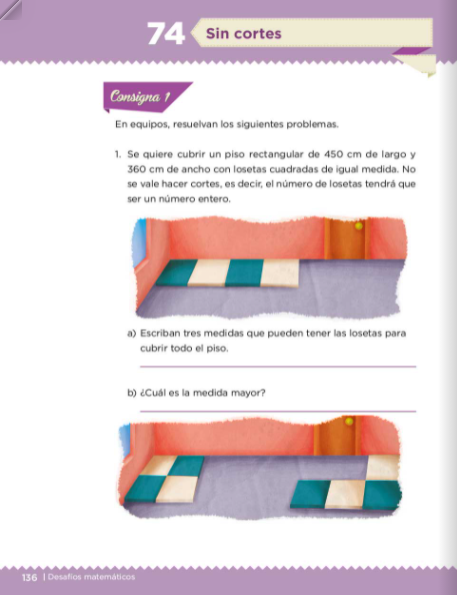 74 Sin cortes
Consigna 1
En equipos, resuelvan los siguientes problemas.
1. Se quiere cubrir un piso rectangular de 450 cm de largo y
360 cm de ancho con losetas cuadradas de igual medida. No
se vale hacer cortes, es decir, el número de losetas tendrá que
ser un número entero.
a) Escriban tres medidas que pueden tener las losetas para
cubrir todo el piso.
b) ¿Cuál es la medida mayor?
136 | Desafíos matemáticos